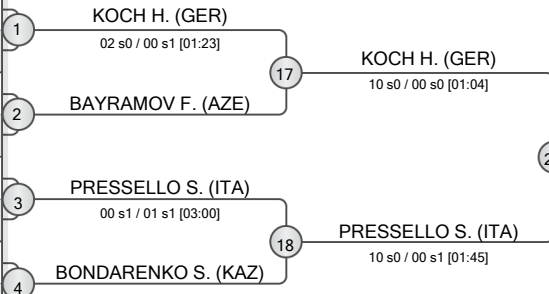 KOCH H. (GER)
1
02 s0 / 00 s1 [01:23]
17
KOCH H. (GER)
10 s0 / 00 s0 [01:04]
BAYRAMOV F. (AZE)
2
PRESSELLO S. (ITA)
3
00 s1 / 01 s1 [03:00]
18
PRESSELLO S. (ITA)
10 s0 / 00 s1 [01:45]
BONDARENKO S. (KAZ)
4